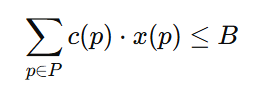 ∑_{p∈P} c(p) · x(p) ≤ B